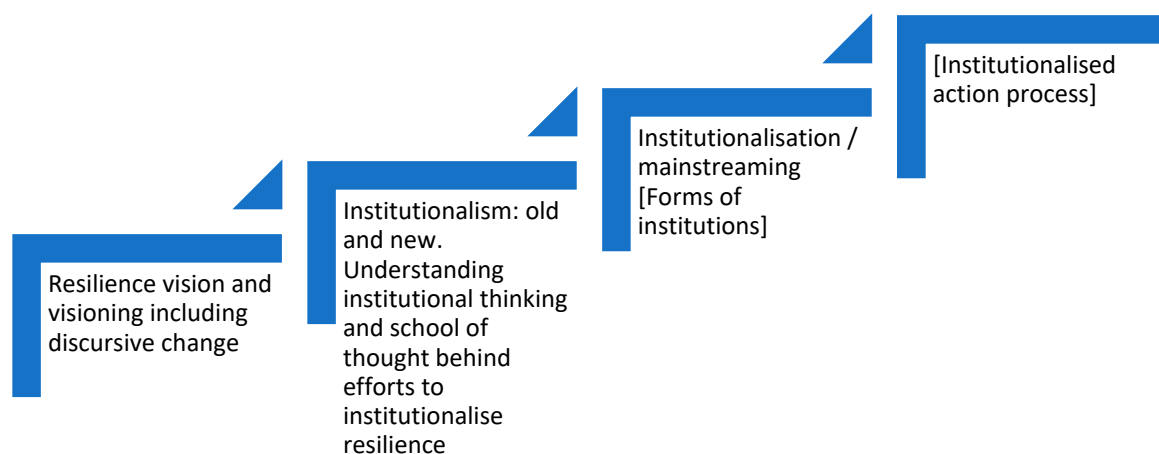 Resilience vision and
visioning including
discursive change
Institutionalism: old
and new.
Understanding
institutional thinking
and school of
thought behind
efforts to
institutionalise
resilience
Institutionalisation /
mainstreaming
[Forms of
institutions]
[Institutionalised
action process]